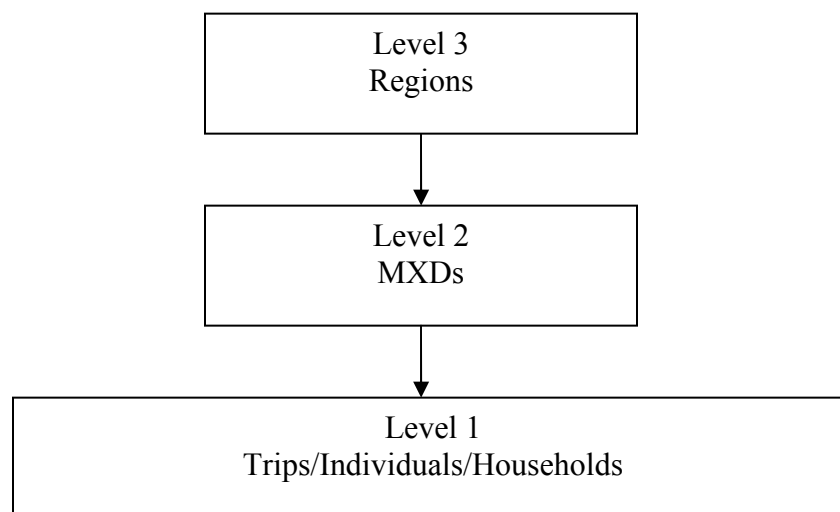 Level 3
Regions
Level 2
MXDs
Level 1
Trips/Individuals/Households